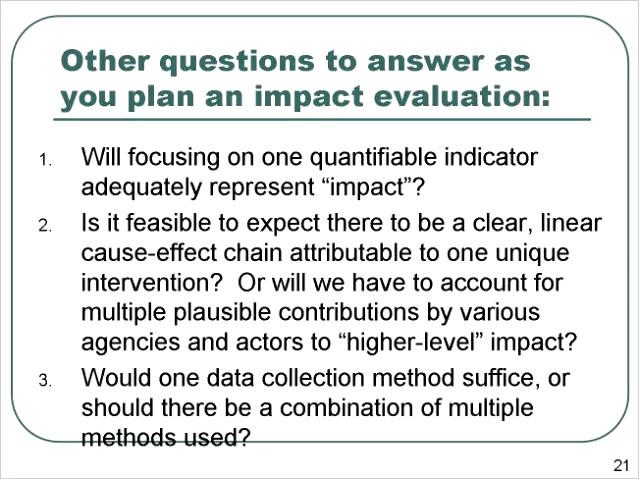 Other questions to answer as
you plan an impact evaluation:
1. Will focusing on one quantifiable indicator
adequately represent “impact”?
2. Is it feasible to expect there to be a clear, linear
cause-effect chain attributable to one unique
intervention?  Or will we have to account for
multiple plausible contributions by various
agencies and actors to “higher-level” impact?
3. Would one data collection method suffice, or
should there be a combination of multiple
methods used?
21